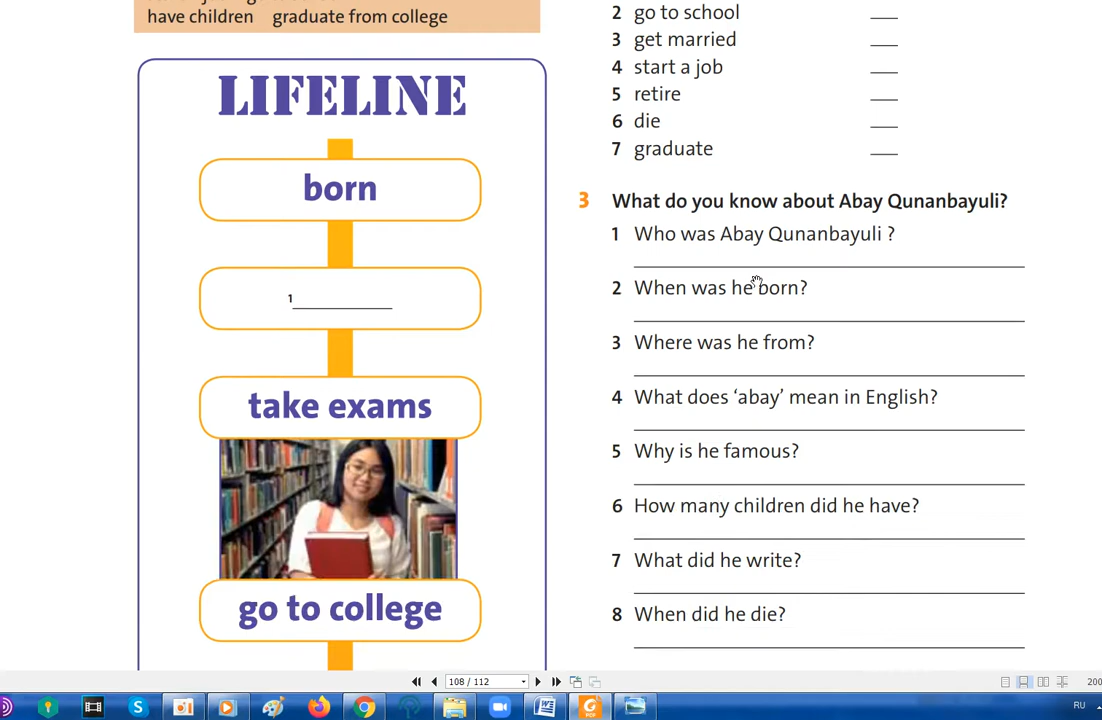 have children graduate from college
LIFELINE
born
1
take exams
go to college
2 go to school
3 get married
4 start a job
5 retire
6 die
7 graduate
3 What do you know about Abay Qunanbayuli?
1 Who was Abay Qunanbayuli ?
2 When was he born?
3 Where was he from?
4 What does ‘abay’ mean in English?
5 Why is he famous?
6 How many children did he have?
7 What did he write?
8 When did he die?
108 / 112
200
RU